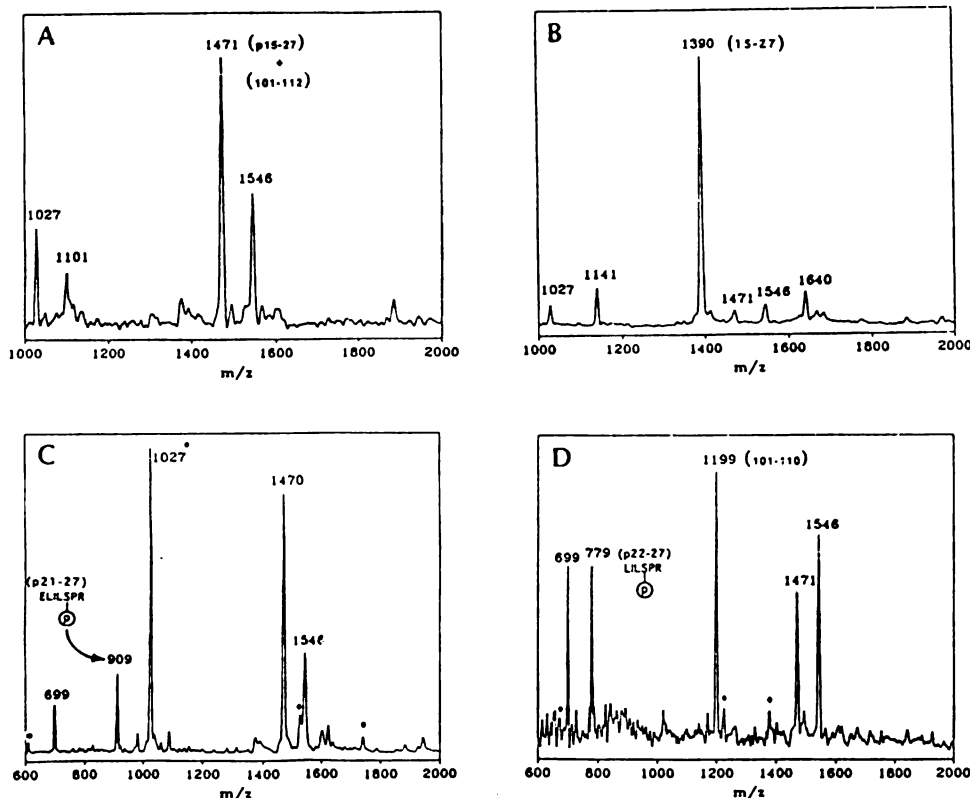 A
1471 (p15-27)
+
(101-112)
1546
1027
1101
1000 1200 1400 1600 1800 2000
m/z
B
1390 (15-27)
1027
1141
1471
1546
1640
1000 1200 1400 1600 1800 2000
m/z
C
1027
1470
(p21-27)
ELILSPR
P
909
699
1546
600 800 1000 1200 1400 1600 1800 2000
m/z
D
1199 (101-110)
1546
699
779
(p22-27)
LILSPR
P
1471
600 800 1000 1200 1400 1600 1800 2000
m/z